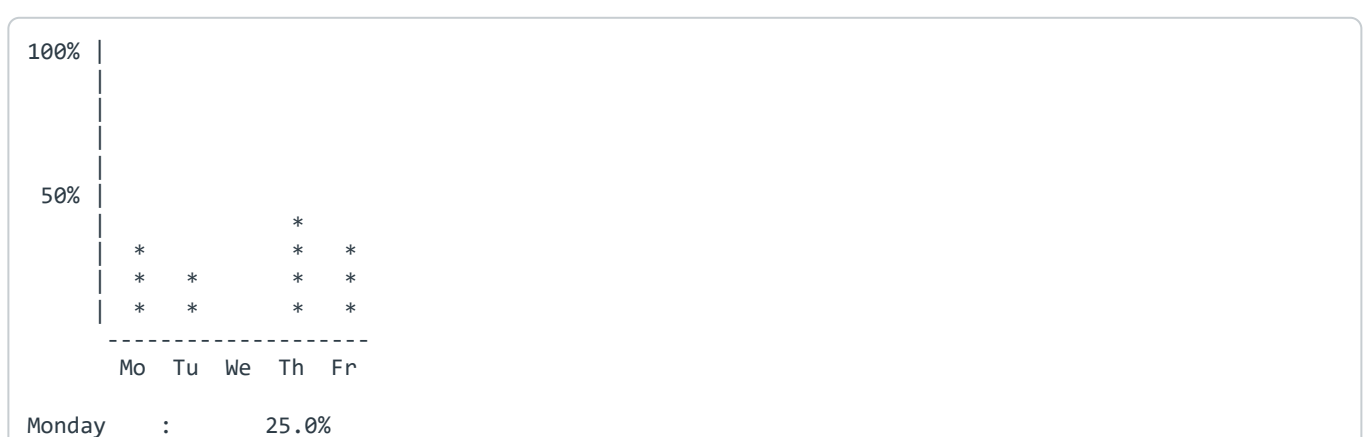 100% |
     |
     |
     |
     |
 50% |
     |              *
     |  *           *   *
     |  *   *       *   *
     |  *   *       *   *
      --------------------
       Mo  Tu  We  Th  Fr
Monday    :       25.0%